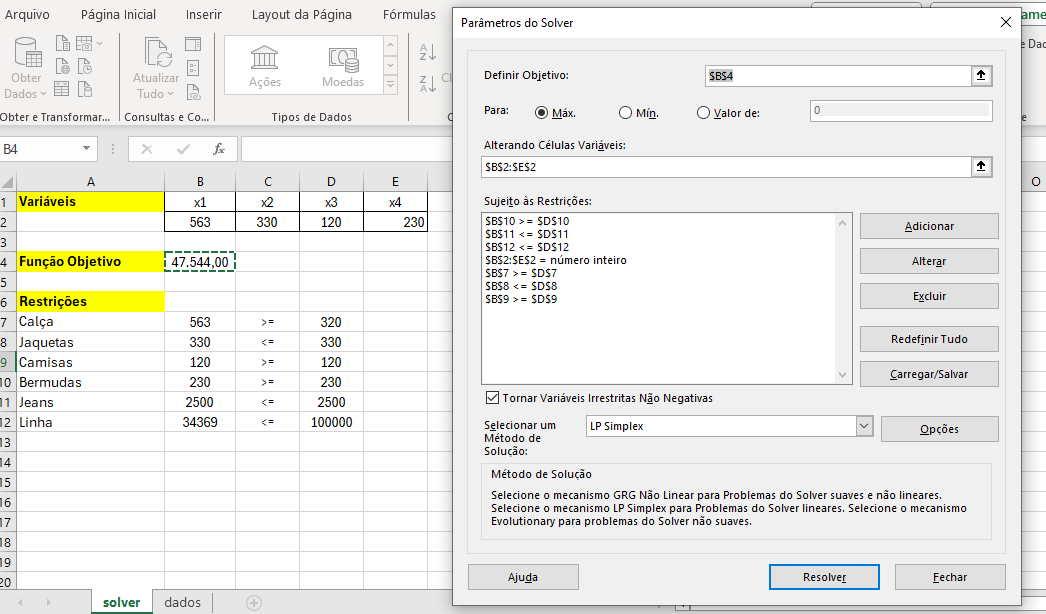 Arquivo Página Inicial Inserir Layout da Página Fórmulas
Obter Dados
Obter e Transformar...
Atualizar Tudo
Consultas e Co...
Ações Moedas
Tipos de Dados
B4
fx
A B C D E O
1 Variáveis x1 x2 x3 x4
2 563 330 120 230
3
4 Função Objetivo 47.544,00
5
6 Restrições
7 Calça 563 >= 320
8 Jaquetas 330 <= 330
9 Camisas 120 >= 120
10 Bermudas 230 >= 230
11 Jeans 2500 <= 2500
12 Linha 34369 <= 100000
13
14
15
16
17
18
19
20
solver dados
Parâmetros do Solver
Definir Objetivo: $B$4
Para: Máx. Mín. Valor de: 0
Alterando Células Variáveis:
$B$2:$E$2
Sujeito às Restrições:
$B$10 >= $D$10
$B$11 <= $D$11
$B$12 <= $D$12
$B$2:$E$2 = número inteiro
$B$7 >= $D$7
$B$8 <= $D$8
$B$9 >= $D$9
Adicionar
Alterar
Excluir
Redefinir Tudo
Carregar/Salvar
Tornar Variáveis Irrestritas Não Negativas
Selecionar um Método de Solução:
LP Simplex
Opções
Método de Solução
Selecione o mecanismo GRG Não Linear para Problemas do Solver suaves e não lineares.
Selecione o mecanismo LP Simplex para Problemas do Solver lineares. Selecione o mecanismo
Evolutionary para problemas do Solver não suaves.
Ajuda Resolver Fechar